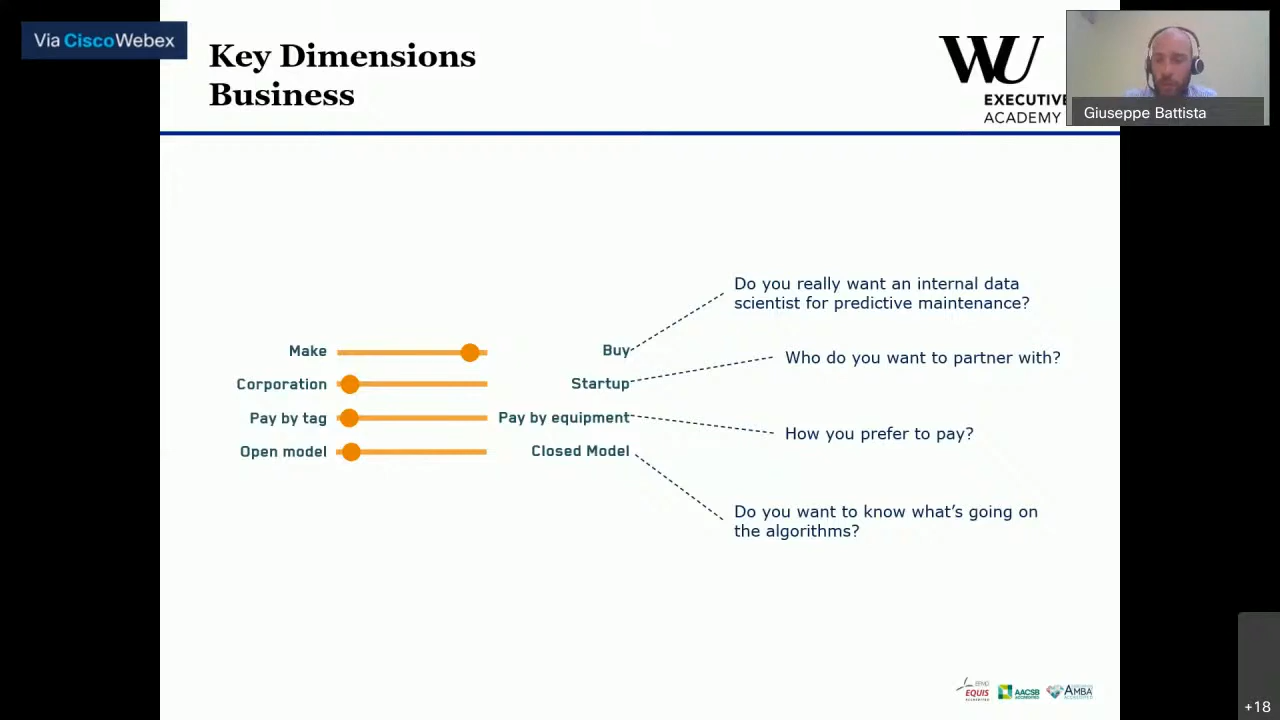 Via CiscoWebex
Key Dimensions
Business
WU
EXECUTIVE
ACADEMY
Giuseppe Battista
Do you really want an internal data
scientist for predictive maintenance?
Make
Buy
Who do you want to partner with?
Corporation
Startup
Pay by tag
Pay by equipment
How you prefer to pay?
Open model
Closed Model
Do you want to know what’s going on
the algorithms?
EQUIS
AACSB
AMBA
+18